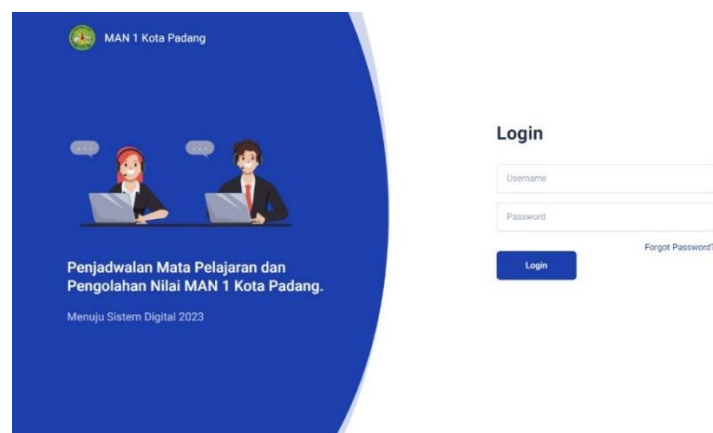 MAN 1 Kota Padang
Penjadwalan Mata Pelajaran dan
Pengolahan Nilai MAN 1 Kota Padang.
Menuju Sistem Digital 2023
Login
Username
Password
Forgot Password?
Login